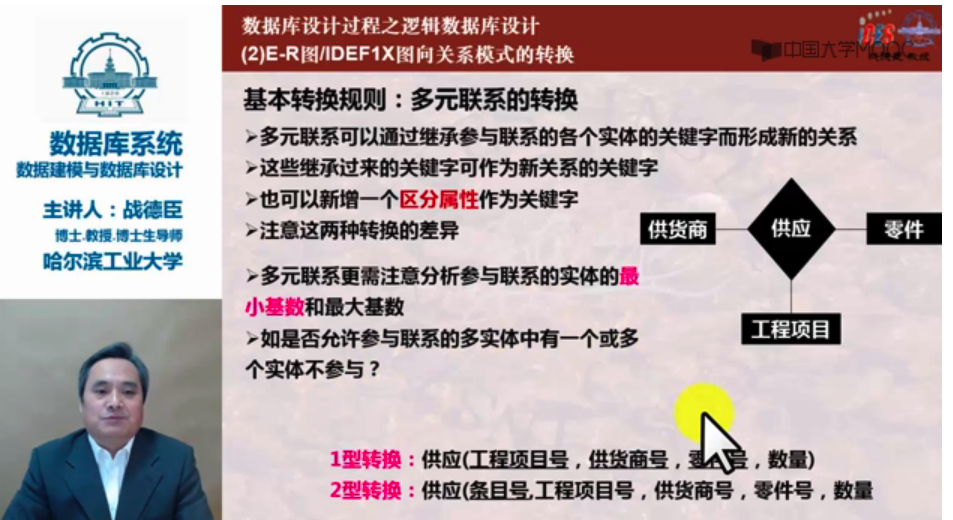 数据库设计过程之逻辑数据库设计
(2)E-R图/IDEF1X图向关系模式的转换
中国大学MOOC
HIT
数据库系统
数据建模与数据库设计
主讲人：战德臣
博士.教授.博士生导师
哈尔滨工业大学
基本转换规则：多元联系的转换
➢多元联系可以通过继承参与联系的各个实体的关键字而形成新的关系
➢这些继承过来的关键字可作为新关系的关键字
➢也可以新增一个区分属性作为关键字
➢注意这两种转换的差异
供货商
供应
零件
工程项目
➢多元联系更需注意分析参与联系的实体的最
小基数和最大基数
➢如是否允许参与联系的多实体中有一个或多
个实体不参与？
1型转换：供应(工程项目号，供货商号，零件号，数量)
2型转换：供应(条目号,工程项目号，供货商号，零件号，数量